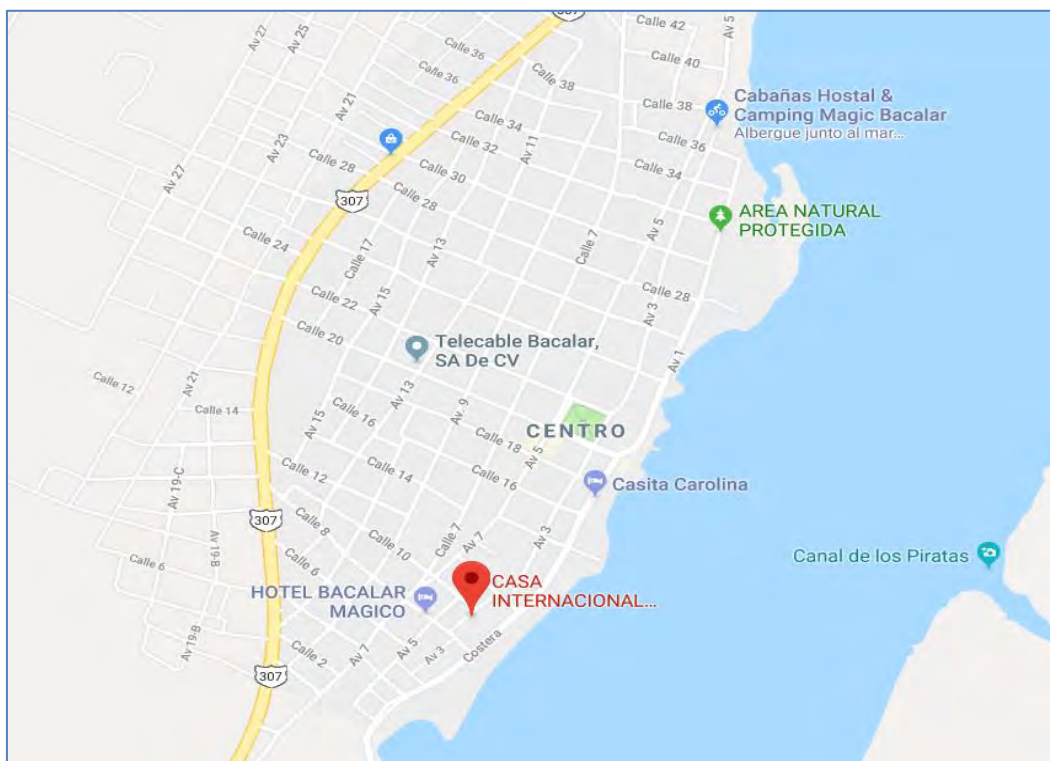 307
Calle 42
Av 5
Av 27
Av 25
Calle 36
Calle 40
Calle 36
Calle 38
Av 21
Calle 38
Cabañas Hostal &
Camping Magic Bacalar
Albergue junto al mar...
Calle 34
Av 11
Calle 36
Av 23
Calle 32
Calle 28
Calle 30
Calle 34
Av 27
307
Calle 28
AREA NATURAL
PROTEGIDA
Av 5
Calle 24
Calle 17
Av 13
Calle 7
Calle 22
Av 15
Calle 28
Av 3
Calle 20
Telecable Bacalar,
SA De CV
Av 1
Calle 12
Av 21
Av 13
Av. 9
Calle 14
Calle 16
Av 15
CENTRO
Calle 18
Av 5
Calle 12
Calle 14
Calle 16
Casita Carolina
Av 19-C
307
Calle 8
Av 3
Calle 10
Calle 7
Av 7
Av 19-B
Canal de los Piratas
Calle 6
Calle 6
HOTEL BACALAR
MAGICO
CASA
INTERNACIONAL...
Av 19-B
Calle 2
Av 7
Av 5
Av 3
Costera
307